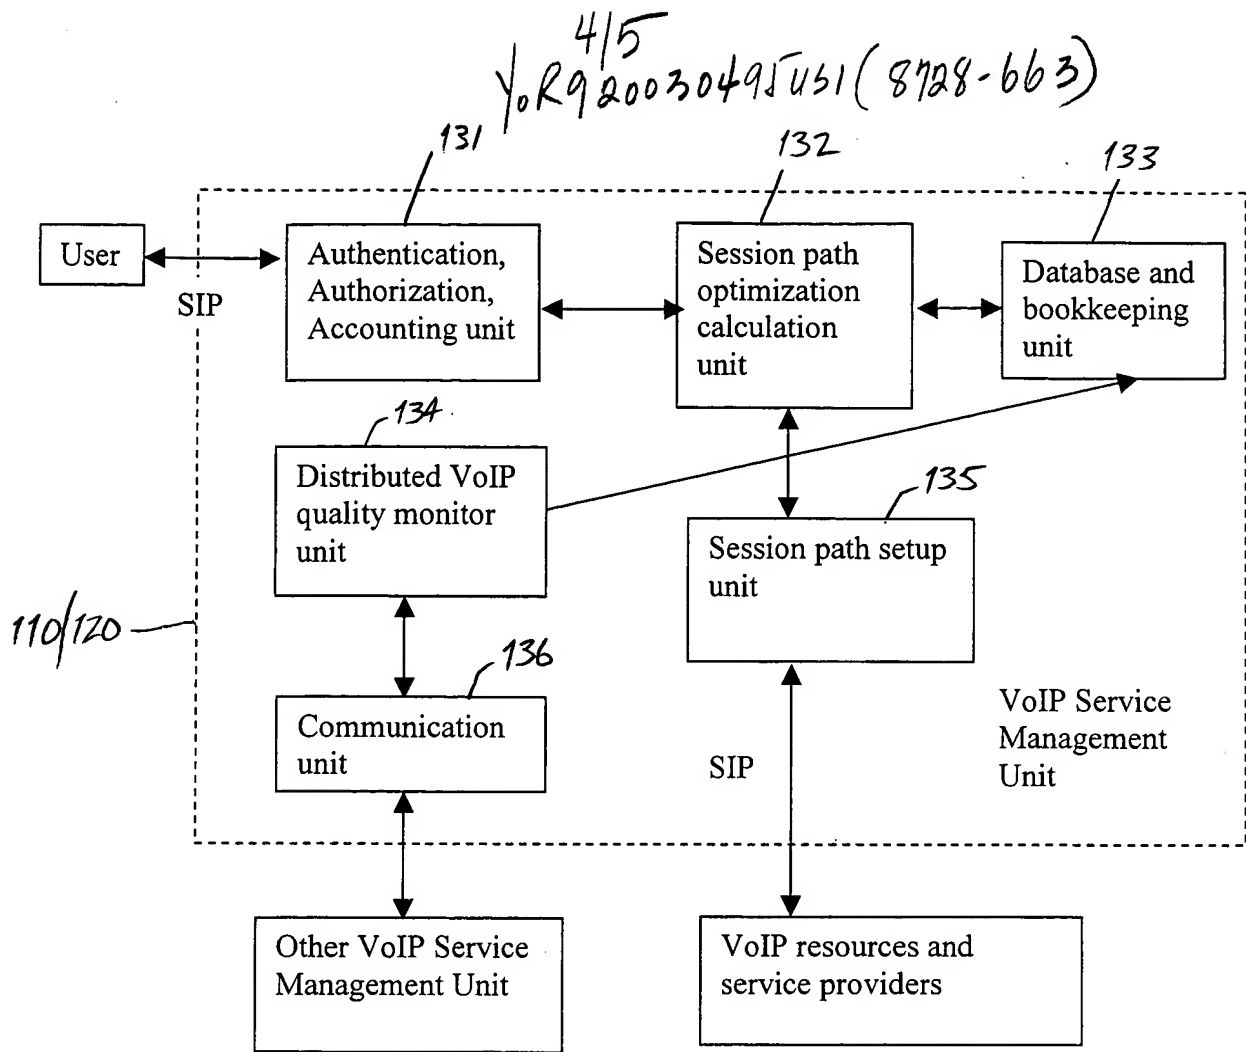 4/5
YOR920030495US1 (8728-663)
131
132
133
User
SIP
Authentication,
Authorization,
Accounting unit
Session path
optimization
calculation
unit
Database and
bookkeeping
unit
134
Distributed VoIP
quality monitor
unit
135
Session path setup
unit
110/120
136
Communication
unit
SIP
VoIP Service
Management
Unit
Other VoIP Service
Management Unit
VoIP resources and
service providers